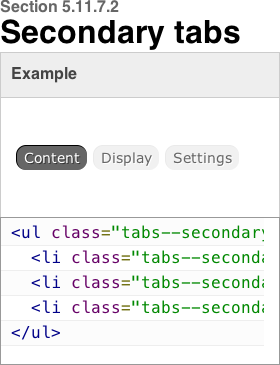 Section 5.11.7.2
Secondary tabs
Example
Content Display Settings
<ul class="tabs--secondary
<li class="tabs--seconda
<li class="tabs--seconda
<li class="tabs--seconda
</ul>